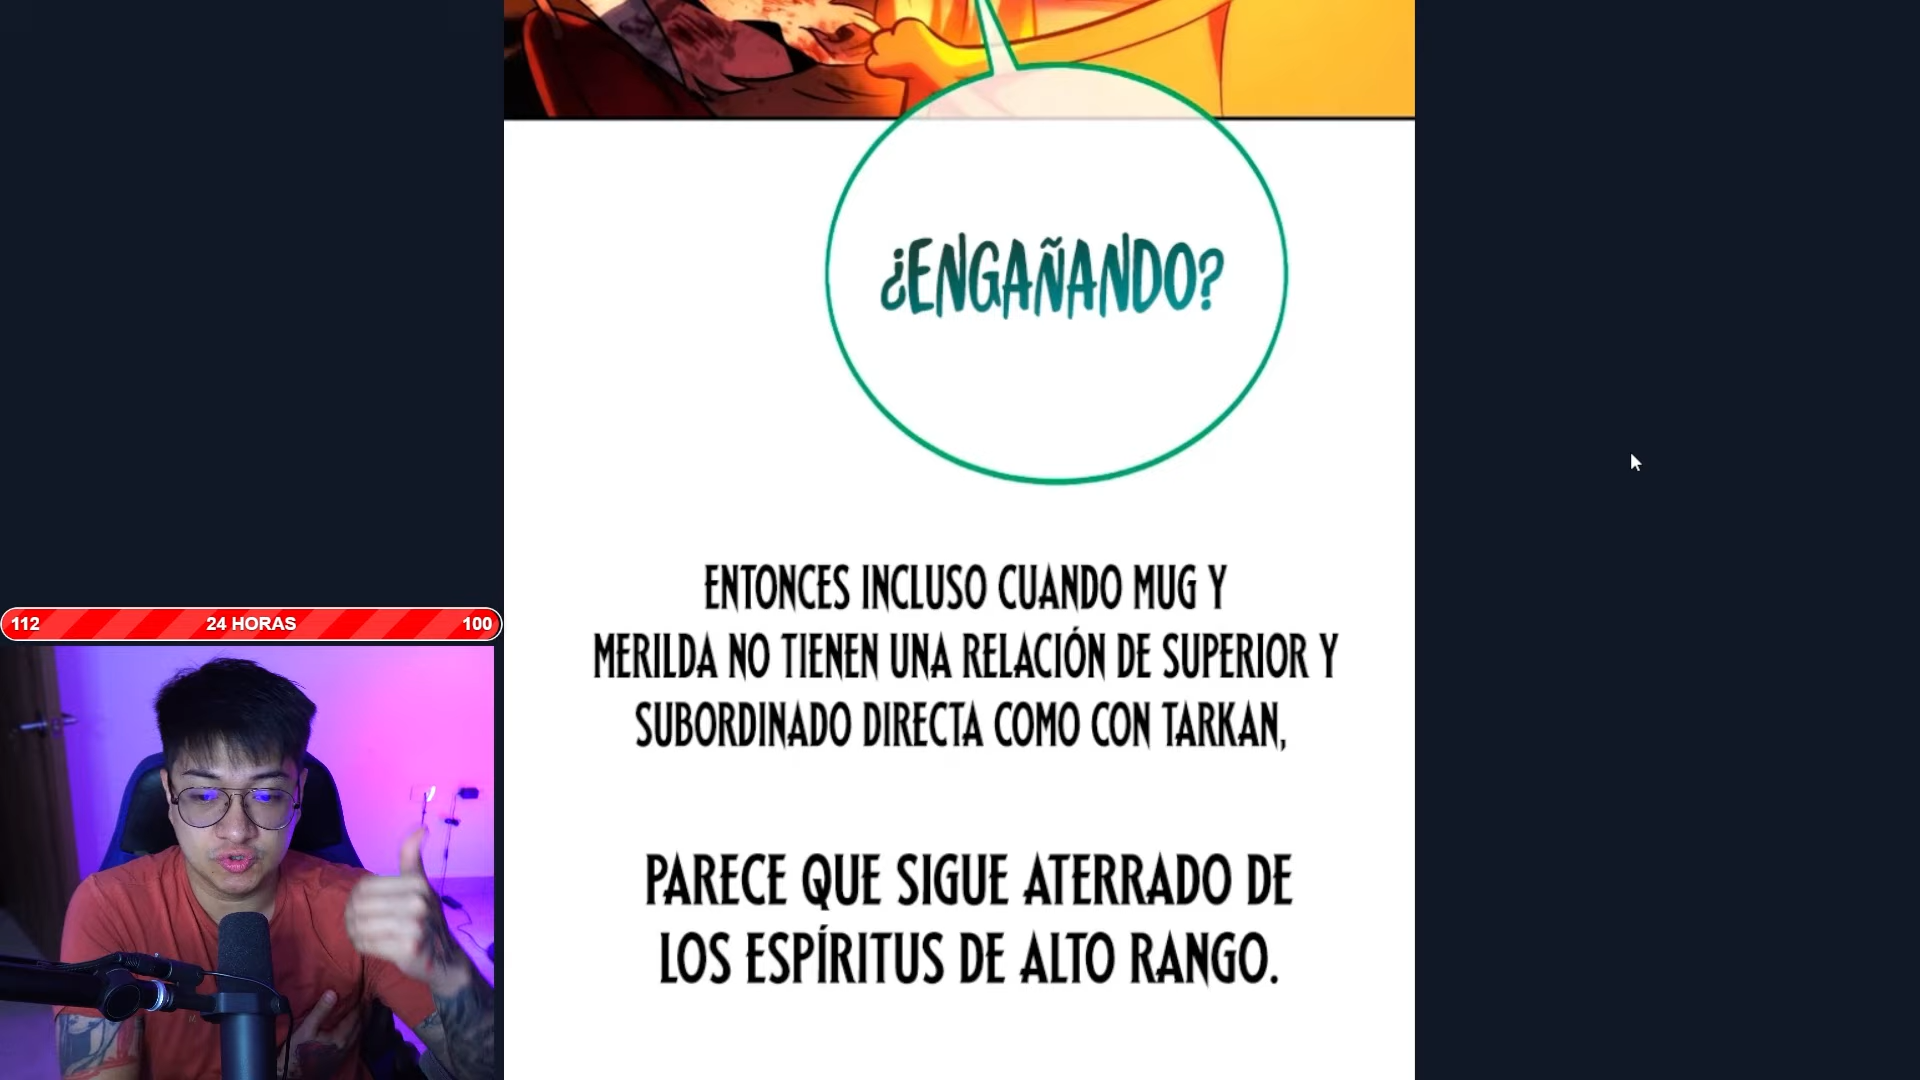 ¿ENGAÑANDO?
ENTONCES INCLUSO CUANDO MUG Y
MERILDA NO TIENEN UNA RELACIÓN DE SUPERIOR Y
SUBORDINADO DIRECTA COMO CON TARKAN,
PARECE QUE SIGUE ATERRADO DE
LOS ESPÍRITUS DE ALTO RANGO.
112 24 HORAS 100